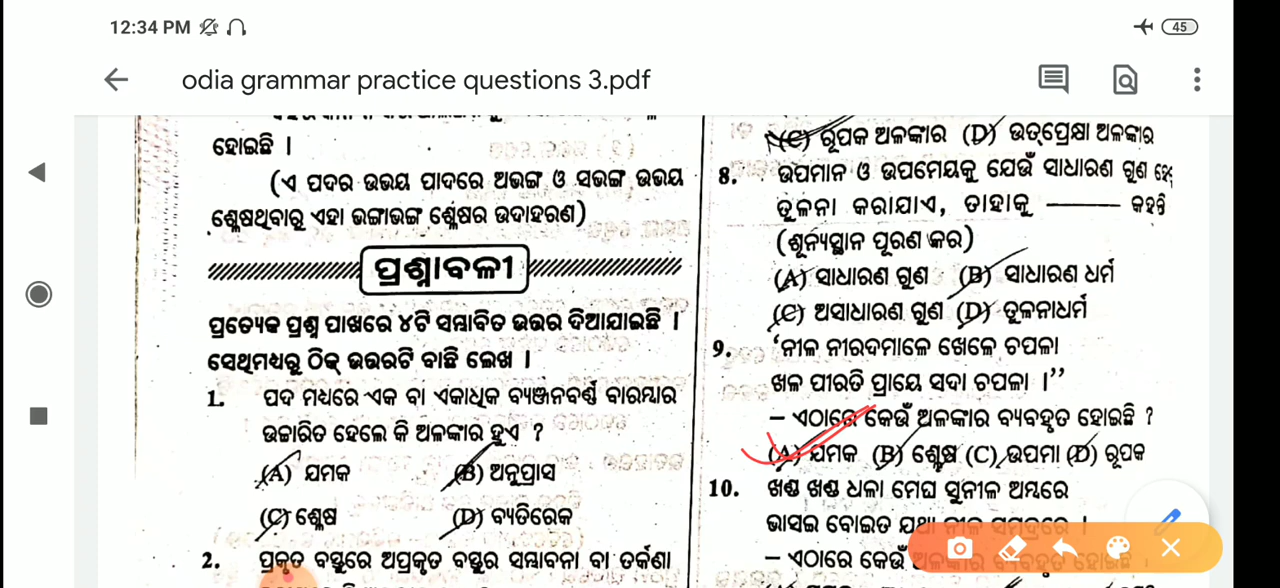 12:34 PM
45
odia grammar practice questions 3.pdf
ହୋଇଛି ।
(ଏ ପଦର ଉଭୟ ପାଦରେ ଅଭଙ୍ଗ ଓ ସଭଙ୍ଗ ଉଭୟ
ଶ୍ଳେଷଥିବାରୁ ଏହା ଭଙ୍ଗାଭଙ୍ଗ ଶ୍ଳେଷର ଉଦାହରଣ)
ପ୍ରଶ୍ନାବଳୀ
ପ୍ରତ୍ୟେକ ପ୍ରଶ୍ନ ପାଖରେ ୪ଟି ସମ୍ଭାବିତ ଉତ୍ତର ଦିଆଯାଇଛି ।
ସେଥିମଧ୍ୟରୁ ଠିକ୍ ଉତ୍ତରଟି ବାଛି ଲେଖ ।
1. ପଦ ମଧ୍ୟରେ ଏକ ବା ଏକାଧିକ ବ୍ୟଞ୍ଜନବର୍ଣ୍ଣ ବାରମ୍ବାର
ଉଚ୍ଚାରିତ ହେଲେ କି ଅଳଙ୍କାର ହୁଏ ?
(A) ଯମକ (B) ଅନୁପ୍ରାସ
(C) ଶ୍ଳେଷ (D) ବ୍ୟତିରେକ
2. ପ୍ରକୃତ ବସ୍ତୁରେ ଅପ୍ରକୃତ ବସ୍ତୁର ସମ୍ଭାବନା ବା ତର୍କଣା
(C) ରୂପକ ଅଳଙ୍କାର (D) ଉତ୍‌ପ୍ରେକ୍ଷା ଅଳଙ୍କାର
8. ଉପମାନ ଓ ଉପମେୟକୁ ଯେଉଁ ସାଧାରଣ ଗୁଣ
ତୁଳନା କରାଯାଏ, ତାହାକୁ ——— କହନ୍ତି
(ଶୂନ୍ୟସ୍ଥାନ ପୂରଣ କର)
(A) ସାଧାରଣ ଗୁଣ (B) ସାଧାରଣ ଧର୍ମ
(C) ଅସାଧାରଣ ଗୁଣ (D) ତୁଳନାଧର୍ମ
9. ‘ନୀଳ ନୀରଦମାଳେ ଖେଳେ ଚପଳା
ଖଳ ପୀରତି ପ୍ରାୟେ ସଦା ଚପଳା ।’’
– ଏଠାରେ କେଉଁ ଅଳଙ୍କାର ବ୍ୟବହୃତ ହୋଇଛି ?
(A) ଯମକ (B) ଶ୍ଳେଷ (C) ଉପମା (D) ରୂପକ
10. ଖଣ୍ଡ ଖଣ୍ଡ ଧଳା ମେଘ ସୁନୀଳ ଅମ୍ବରେ
ଭାସଇ ବୋଇତ ଯଥା ନୀଳ ସମୁଦ୍ରରେ ।
– ଏଠାରେ କେଉଁ ଅଳଙ୍କାର ବ୍ୟବହୃତ ହୋଇଛି